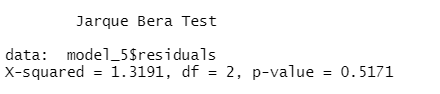 Jarque Bera Test
data: model_5$residuals
X-squared = 1.3191, df = 2, p-value = 0.5171